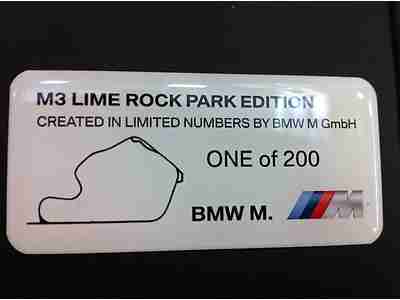 M3 LIME ROCK PARK EDITION
CREATED IN LIMITED NUMBERS BY BMW M GmbH
ONE of 200
BMW M. M